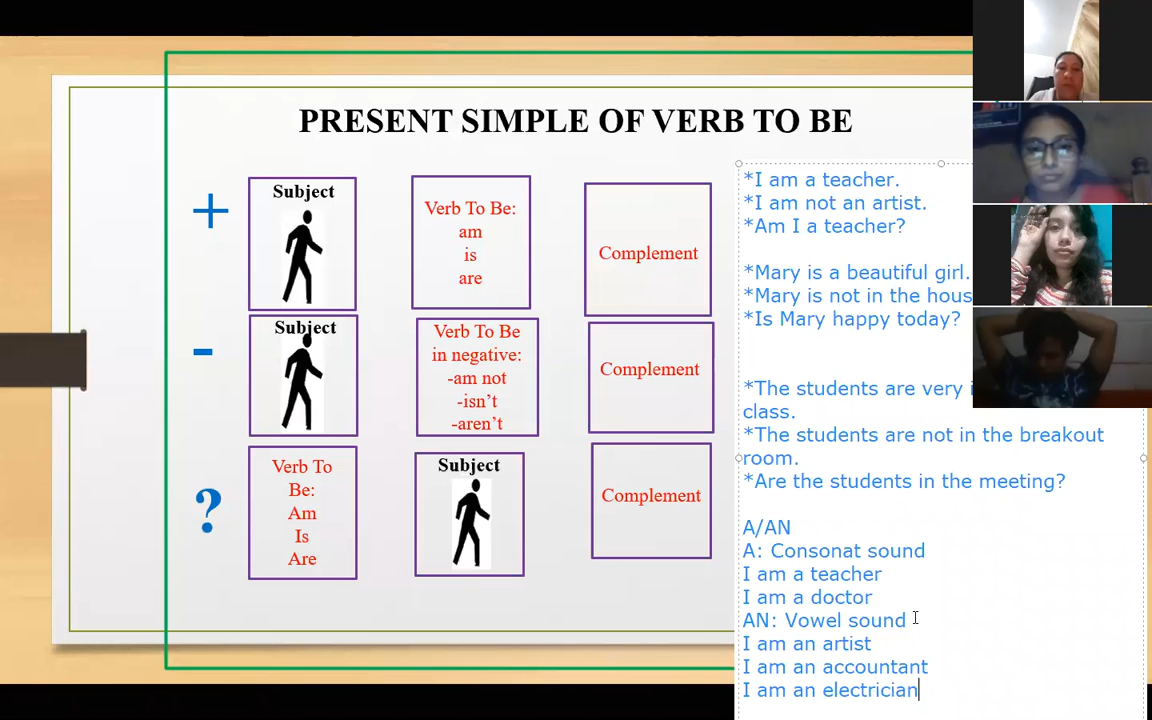 PRESENT SIMPLE OF VERB TO BE
+
Subject
Verb To Be:
am
is
are
Complement
-
Subject
Verb To Be
in negative:
-am not
-isn't
-aren't
Complement
?
Verb To
Be:
Am
Is
Are
Subject
Complement
*I am a teacher.
*I am not an artist.
*Am I a teacher?
*Mary is a beautiful girl.
*Mary is not in the
*Is Mary happy today?
*The students are very
class.
*The students are not in the breakout
room.
*Are the students in the meeting?
A/AN
A: Consonat sound
I am a teacher
I am a doctor
AN: Vowel sound
I am an artist
I am an accountant
I am an electrician